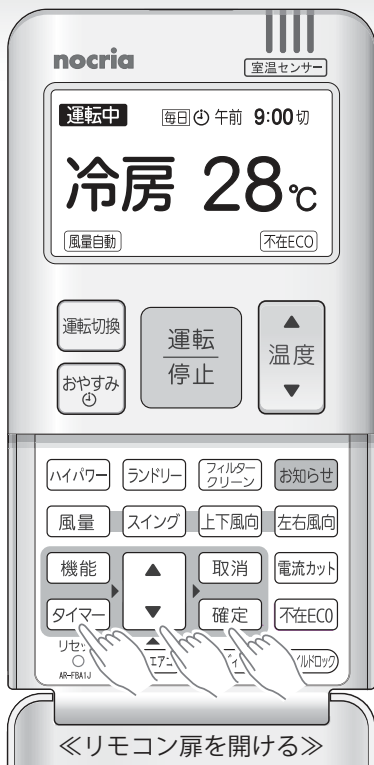 nocria
室温センサー
運転中 毎日 午前 9:00切
冷房 28℃
風量自動 不在ECO
運転切換
運転
停止
温度
おやすみ
ハイパワー ランドリー フィルター
クリーン お知らせ
風量 スイング 上下風向 左右風向
機能 取消 電流カット
タイマー 確定 不在ECO
リセ
AR-FBA1J
≪リモコン扉を開ける≫